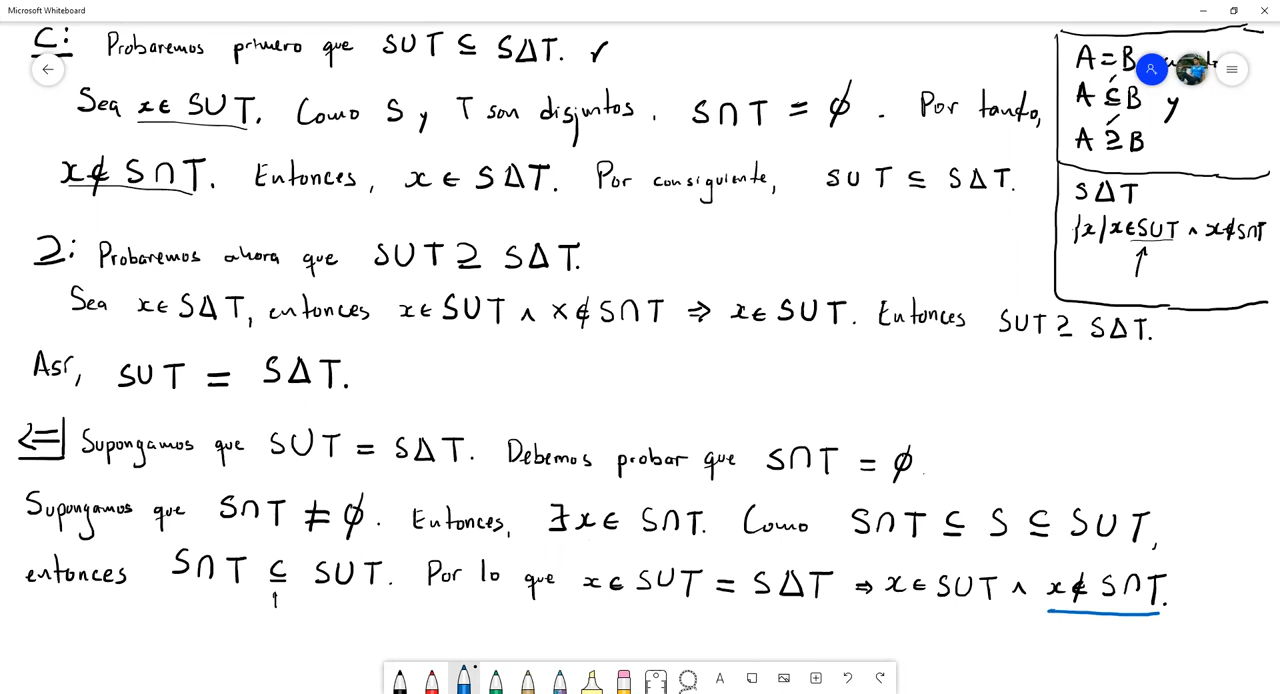 Microsoft Whiteboard
C: Probaremos primero que S∪T ⊆ S∆T. ✓
Sea x∈ S∪T. Como S y T son disjuntos, S∩T = ∅. Por tando,
x∉ S∩T. Entonces, x ∈ S∆T. Por consiguiente, S∪T ⊆ S∆T.
A = B
A ⊆ B y
A ⊇ B
S∆T
{x/x∈S∪T ∧ x∉S∩T
↑
⊇: Probaremos ahora que S∪T ⊇ S∆T.
Sea x∈S∆T, entonces x∈S∪T ∧ x∉S∩T ⇒ x∈S∪T. Entonces S∪T ⊇ S∆T.
Así, S∪T = S∆T.
<=| Supongamos que S∪T = S∆T. Debemos probar que S∩T = ∅.
Supongamos que S∩T ≠ ∅. Entonces, ∃x∈ S∩T. Como S∩T ⊆ S ⊆ S∪T,
entonces S∩T ⊆ S∪T. Por lo que x∈S∪T = S∆T ⇒ x∈S∪T ∧ x∉S∩T.
↑
A